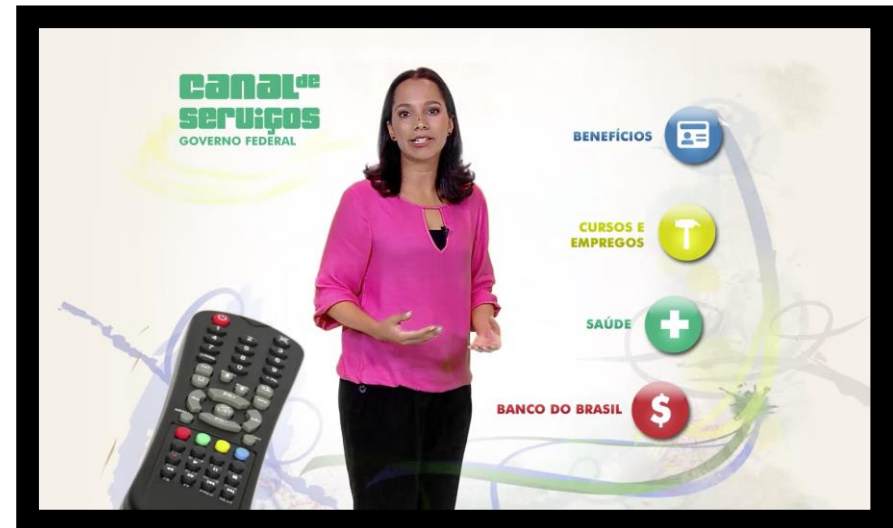 canal de
serviços
GOVERNO FEDERAL
BENEFÍCIOS
CURSOS E
EMPREGOS
SAÚDE
BANCO DO BRASIL
$